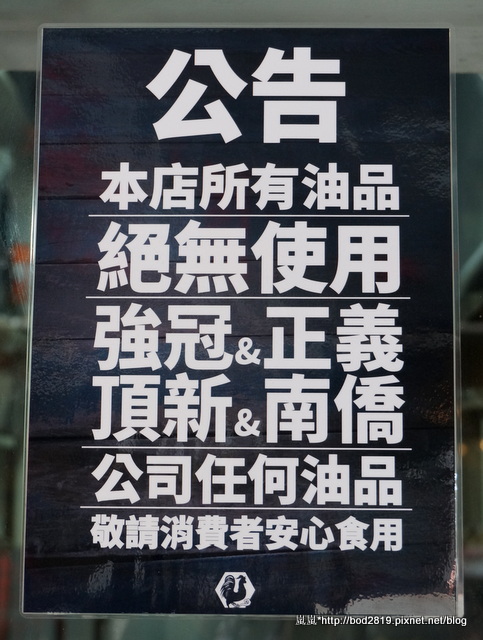 公告
本店所有油品
絕無使用
強冠&正義
頂新&南僑
公司任何油品
敬請消費者安心食用
嵐嵐*http://bod2819.pixnet.net/blog